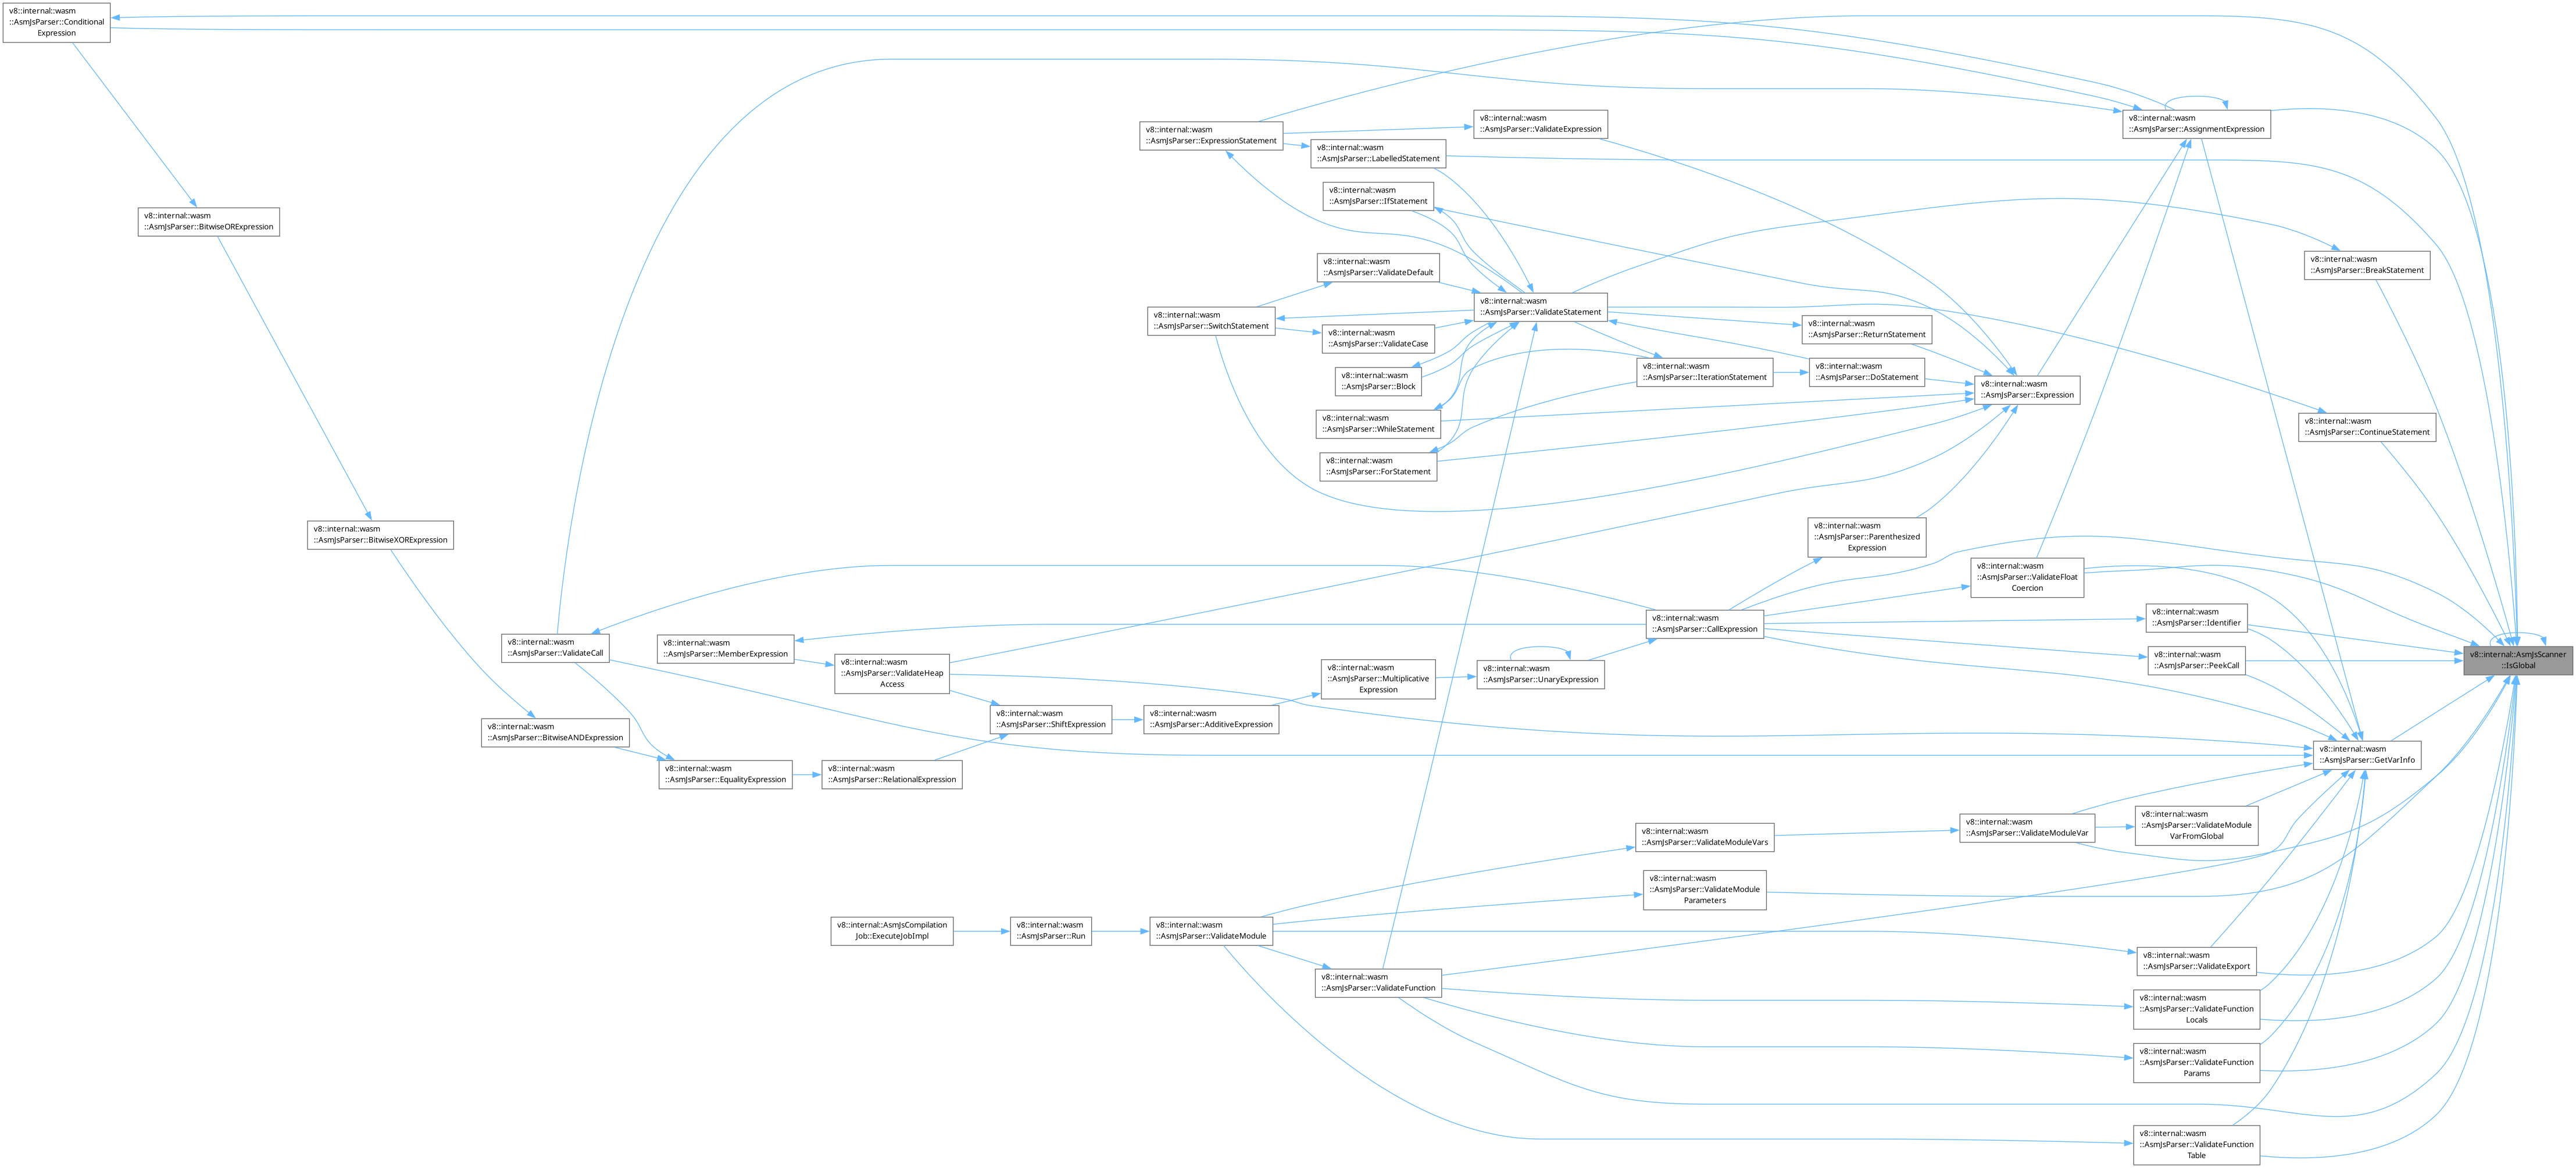 v8::internal::wasm
::AsmJsParser::Conditional
Expression
v8::internal::wasm
::AsmJsParser::BitwiseORExpression
v8::internal::wasm
::AsmJsParser::BitwiseXORExpression
v8::internal::wasm
::AsmJsParser::ValidateCall
v8::internal::wasm
::AsmJsParser::BitwiseANDExpression
v8::internal::wasm
::AsmJsParser::MemberExpression
v8::internal::wasm
::AsmJsParser::EqualityExpression
v8::internal::wasm
::AsmJsParser::ValidateHeap
Access
v8::internal::wasm
::AsmJsParser::RelationalExpression
v8::internal::AsmJsCompilation
Job::ExecuteJobImpl
v8::internal::wasm
::AsmJsParser::ShiftExpression
v8::internal::wasm
::AsmJsParser::Run
v8::internal::wasm
::AsmJsParser::ExpressionStatement
v8::internal::wasm
::AsmJsParser::SwitchStatement
v8::internal::wasm
::AsmJsParser::AdditiveExpression
v8::internal::wasm
::AsmJsParser::ValidateModule
v8::internal::wasm
::AsmJsParser::LabelledStatement
v8::internal::wasm
::AsmJsParser::IfStatement
v8::internal::wasm
::AsmJsParser::ValidateDefault
v8::internal::wasm
::AsmJsParser::ValidateCase
v8::internal::wasm
::AsmJsParser::Block
v8::internal::wasm
::AsmJsParser::WhileStatement
v8::internal::wasm
::AsmJsParser::ForStatement
v8::internal::wasm
::AsmJsParser::Multiplicative
Expression
v8::internal::wasm
::AsmJsParser::ValidateFunction
v8::internal::wasm
::AsmJsParser::ValidateExpression
v8::internal::wasm
::AsmJsParser::ValidateStatement
v8::internal::wasm
::AsmJsParser::UnaryExpression
v8::internal::wasm
::AsmJsParser::IterationStatement
v8::internal::wasm
::AsmJsParser::CallExpression
v8::internal::wasm
::AsmJsParser::ValidateModuleVars
v8::internal::wasm
::AsmJsParser::ValidateModule
Parameters
v8::internal::wasm
::AsmJsParser::ReturnStatement
v8::internal::wasm
::AsmJsParser::DoStatement
v8::internal::wasm
::AsmJsParser::Parenthesized
Expression
v8::internal::wasm
::AsmJsParser::Expression
v8::internal::wasm
::AsmJsParser::ValidateFloat
Coercion
v8::internal::wasm
::AsmJsParser::ValidateModuleVar
v8::internal::wasm
::AsmJsParser::AssignmentExpression
v8::internal::wasm
::AsmJsParser::Identifier
v8::internal::wasm
::AsmJsParser::PeekCall
v8::internal::wasm
::AsmJsParser::ValidateModule
VarFromGlobal
v8::internal::wasm
::AsmJsParser::ValidateExport
v8::internal::wasm
::AsmJsParser::ValidateFunction
Locals
v8::internal::wasm
::AsmJsParser::ValidateFunction
Params
v8::internal::wasm
::AsmJsParser::ValidateFunction
Table
v8::internal::wasm
::AsmJsParser::BreakStatement
v8::internal::wasm
::AsmJsParser::ContinueStatement
v8::internal::wasm
::AsmJsParser::GetVarInfo
v8::internal::AsmJsScanner
::IsGlobal